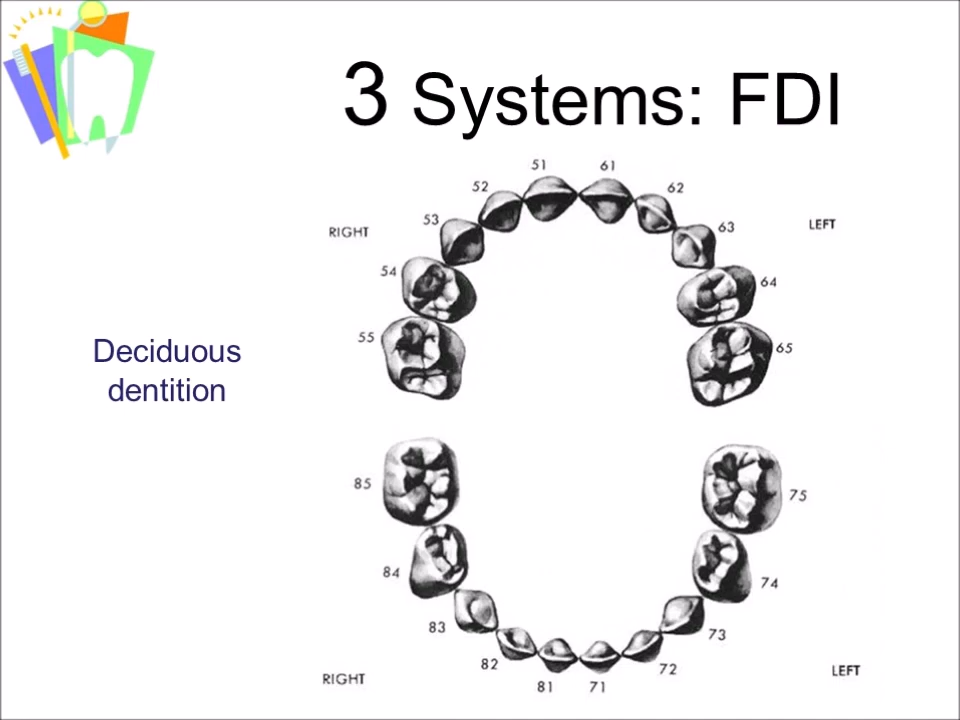 3 Systems: FDI
51 61
52 62
53 63
RIGHT LEFT
54 64
55 65
Deciduous
dentition
85 75
84 74
83 73
82 72
81 71
RIGHT LEFT